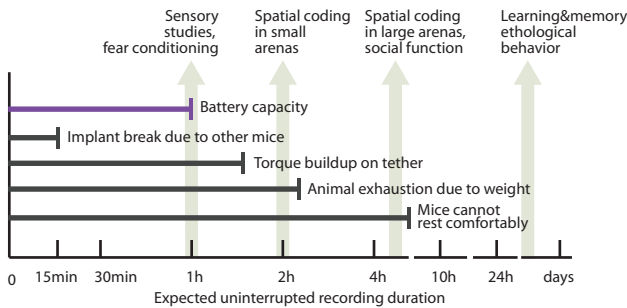 Sensory
studies,
fear conditioning
Spatial coding
in small
arenas
Spatial coding
in large arenas,
social function
Learning&memory
ethological
behavior
Battery capacity
Implant break due to other mice
Torque buildup on tether
Animal exhaustion due to weight
Mice cannot
rest comfortably
0 15min 30min 1h 2h 4h 10h 24h days
Expected uninterrupted recording duration